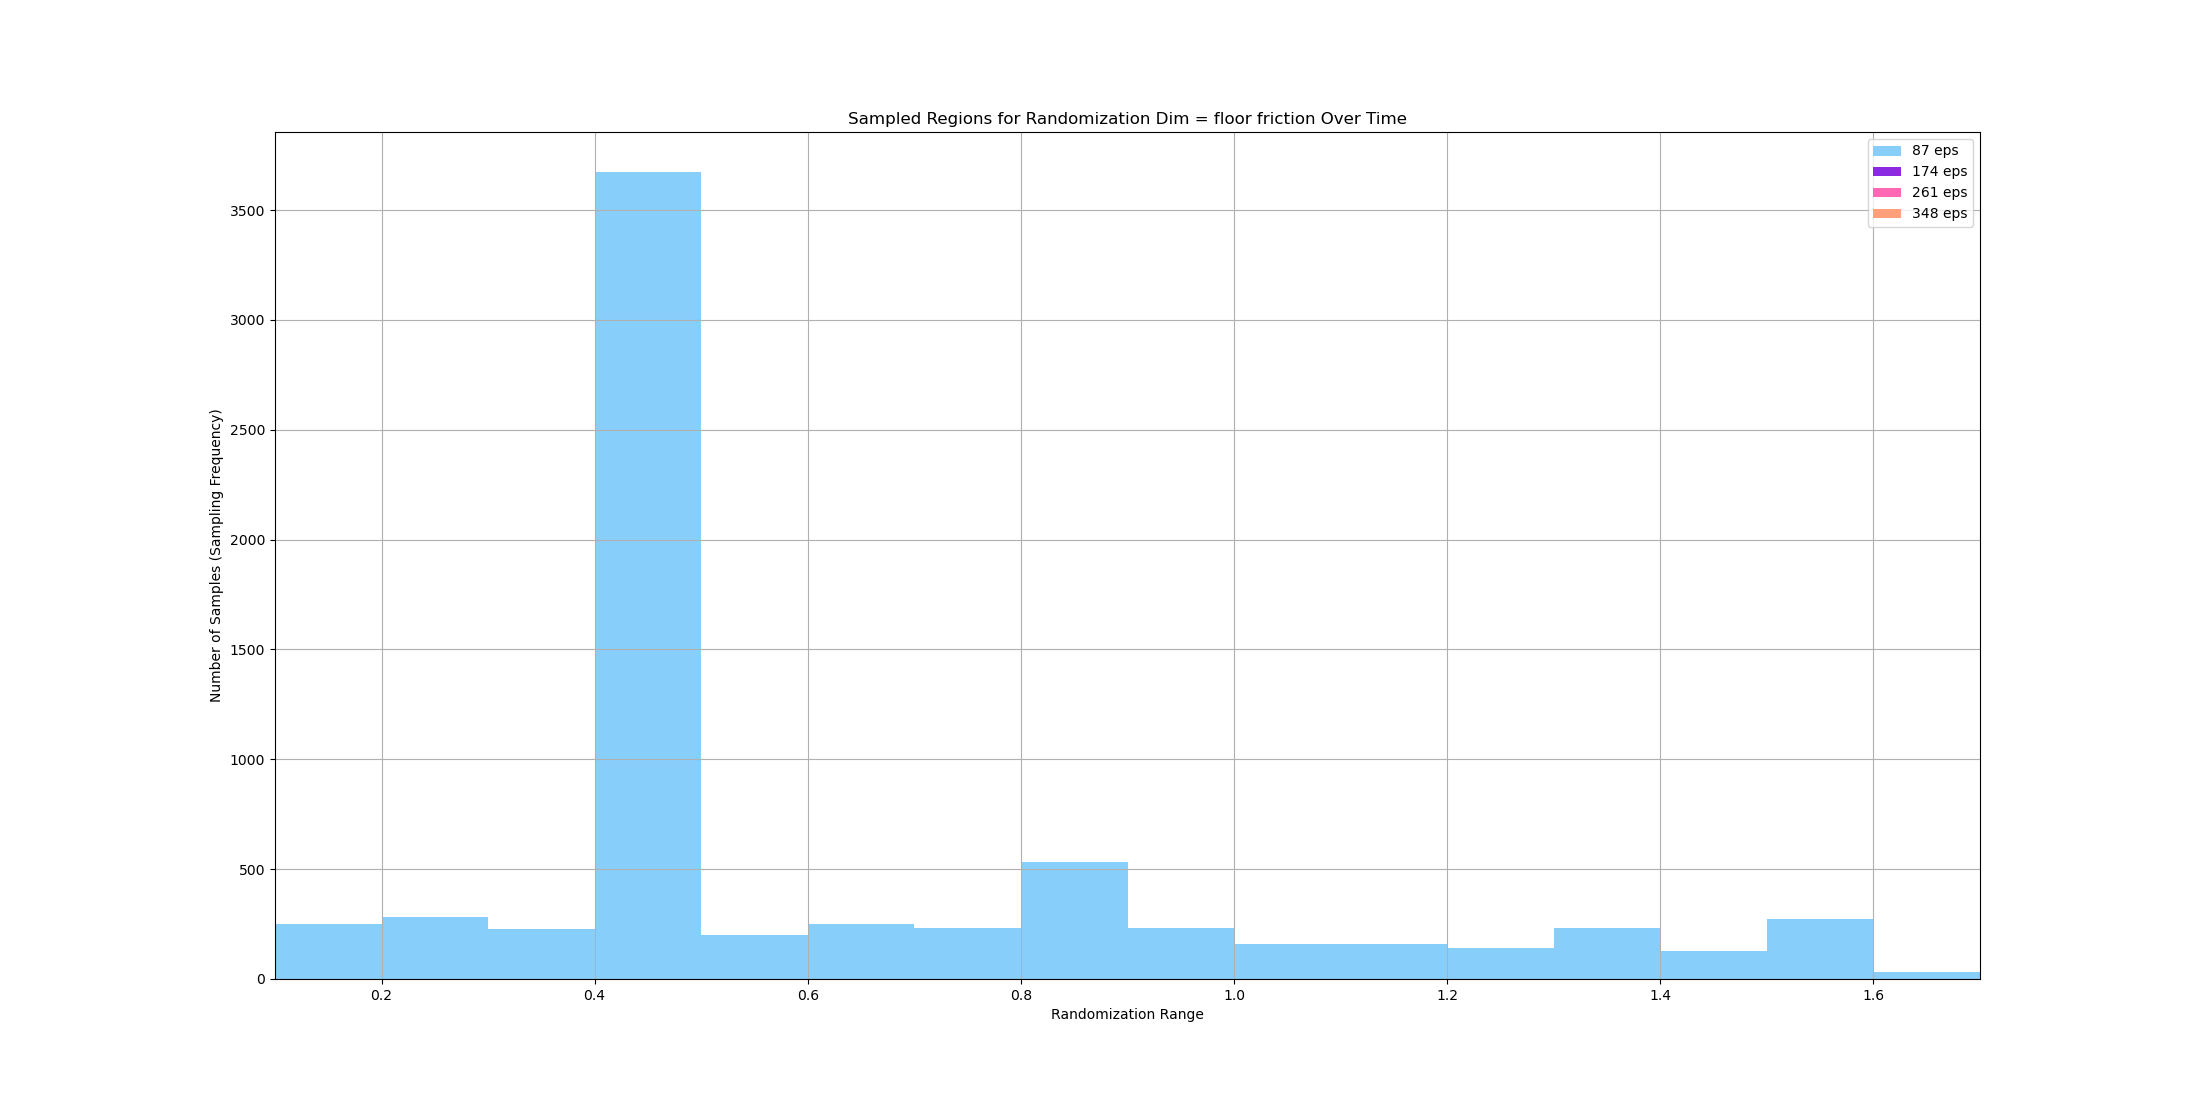 Sampled Regions for Randomization Dim = floor friction Over Time
87 eps
174 eps
261 eps
348 eps
Number of Samples (Sampling Frequency)
3500
3000
2500
2000
1500
1000
500
0
0.2 0.4 0.6 0.8 1.0 1.2 1.4 1.6
Randomization Range